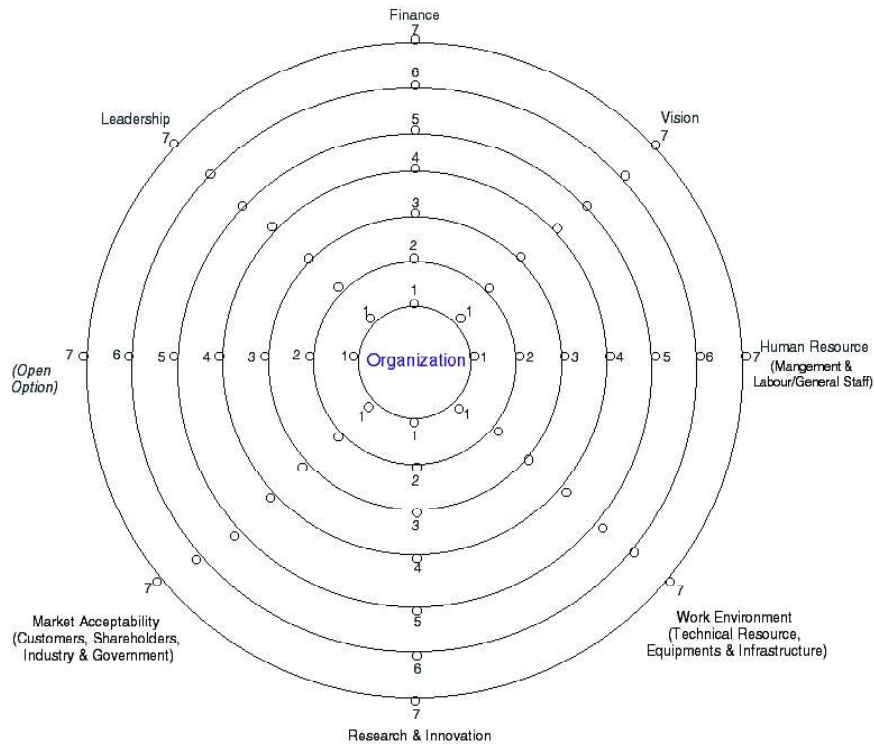 Finance
7
6
5
4
3
2
1
Leadership
7
Vision
7
1
1
7 6 5 4 3 2 1 Organization 1 2 3 4 5 6 7
Human Resource
(Mangement &
Labour/General Staff)
(Open
Option)
1
1
1
2
3
4
5
6
7
7
7
Market Acceptability
(Customers, Shareholders,
Industry & Government)
Work Environment
(Technical Resource,
Equipments & Infrastructure)
Research & Innovation